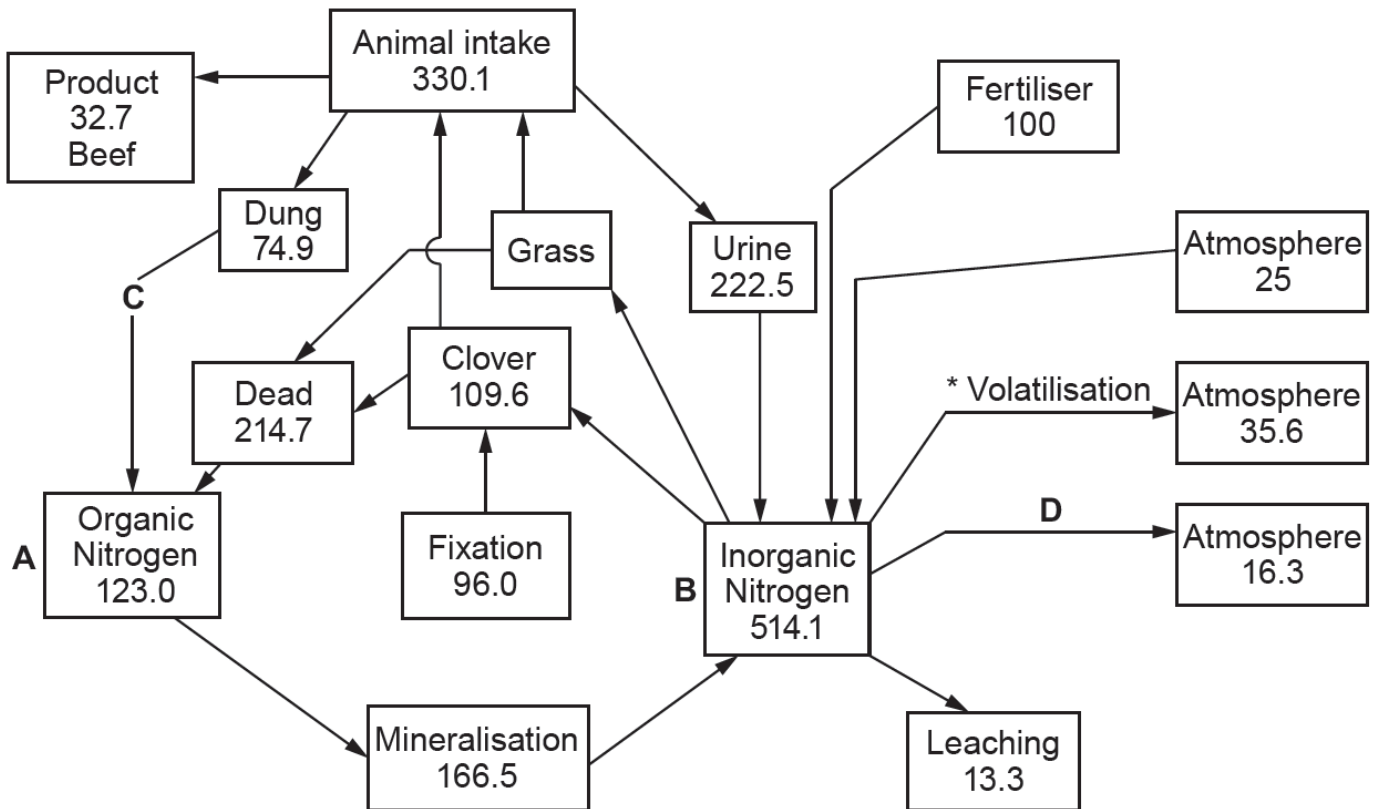 Animal intake
330.1
Product
32.7
Beef
Fertiliser
100
Dung
74.9
Grass
Urine
222.5
Atmosphere
25
C
Clover
109.6
Dead
214.7
* Volatilisation
Atmosphere
35.6
A
Organic
Nitrogen
123.0
Fixation
96.0
B
Inorganic
Nitrogen
514.1
D
Atmosphere
16.3
Mineralisation
166.5
Leaching
13.3